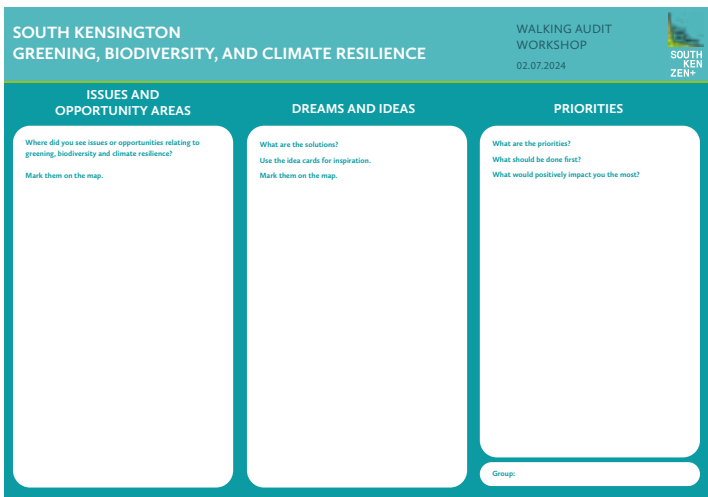 SOUTH KENSINGTON
GREENING, BIODIVERSITY, AND CLIMATE RESILIENCE
WALKING AUDIT
WORKSHOP
02.07.2024
SOUTH
KEN
ZEN+
ISSUES AND
OPPORTUNITY AREAS
Where did you see issues or opportunities relating to
greening, biodiversity and climate resilience?
Mark them on the map.
DREAMS AND IDEAS
What are the solutions?
Use the idea cards for inspiration.
Mark them on the map.
PRIORITIES
What are the priorities?
What should be done first?
What would positively impact you the most?
Group: